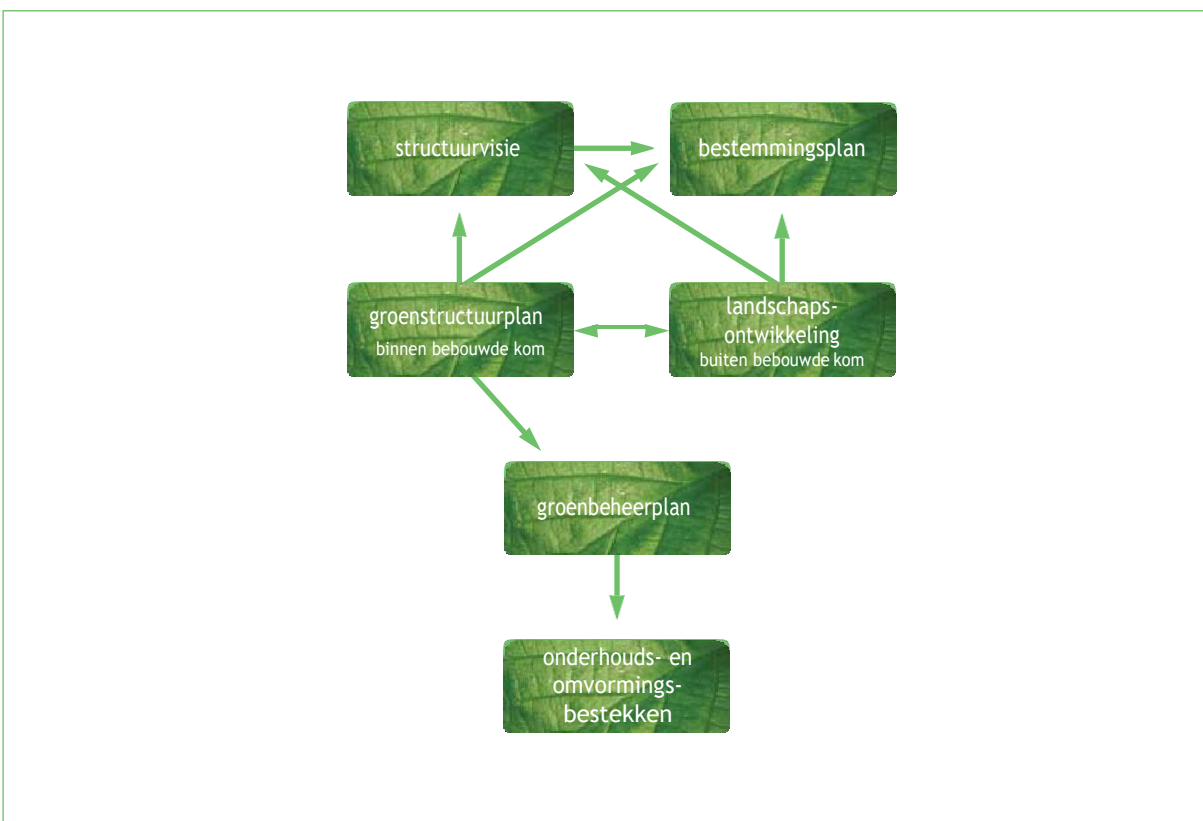 structuurvisie
bestemmingsplan
groenstructuurplan
binnen bebouwde kom
landschaps-
ontwikkeling
buiten bebouwde kom
groenbeheerplan
onderhouds- en
omvormings-
bestekken